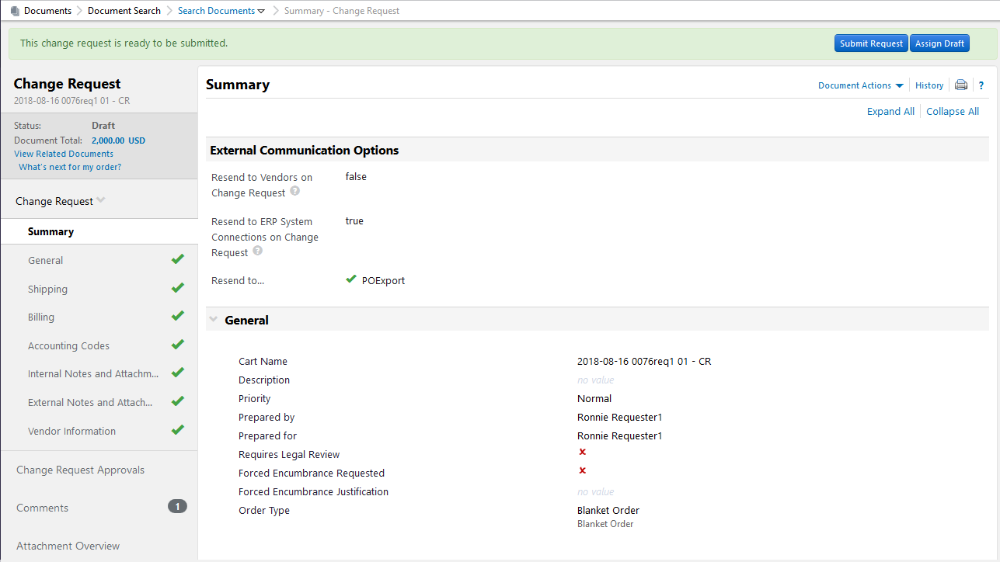 Documents Document Search Search Documents Summary - Change Request
This change request is ready to be submitted.
Submit Request Assign Draft
Change Request
2018-08-16 0076req1 01 - CR
Status: Draft
Document Total: 2,000.00 USD
View Related Documents
What's next for my order?
Change Request
Summary
General
Shipping
Billing
Accounting Codes
Internal Notes and Attachm...
External Notes and Attach...
Vendor Information
Change Request Approvals
Comments 1
Attachment Overview
Summary
Document Actions History ?
Expand All Collapse All
External Communication Options
Resend to Vendors on false
Change Request ?
Resend to ERP System true
Connections on Change
Request ?
Resend to... POExport
General
Cart Name 2018-08-16 0076req1 01 - CR
Description no value
Priority Normal
Prepared by Ronnie Requester1
Prepared for Ronnie Requester1
Requires Legal Review
Forced Encumbrance Requested
Forced Encumbrance Justification no value
Order Type Blanket Order
Blanket Order